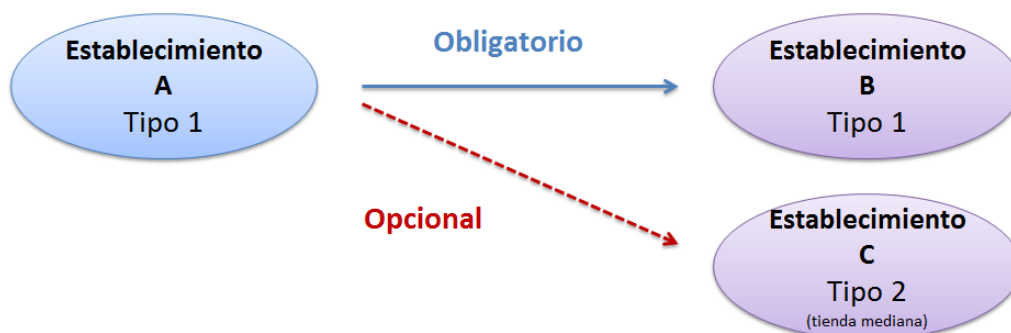 Establecimiento
A
Tipo 1
Obligatorio
Establecimiento
B
Tipo 1
Opcional
Establecimiento
C
Tipo 2
(tienda mediana)